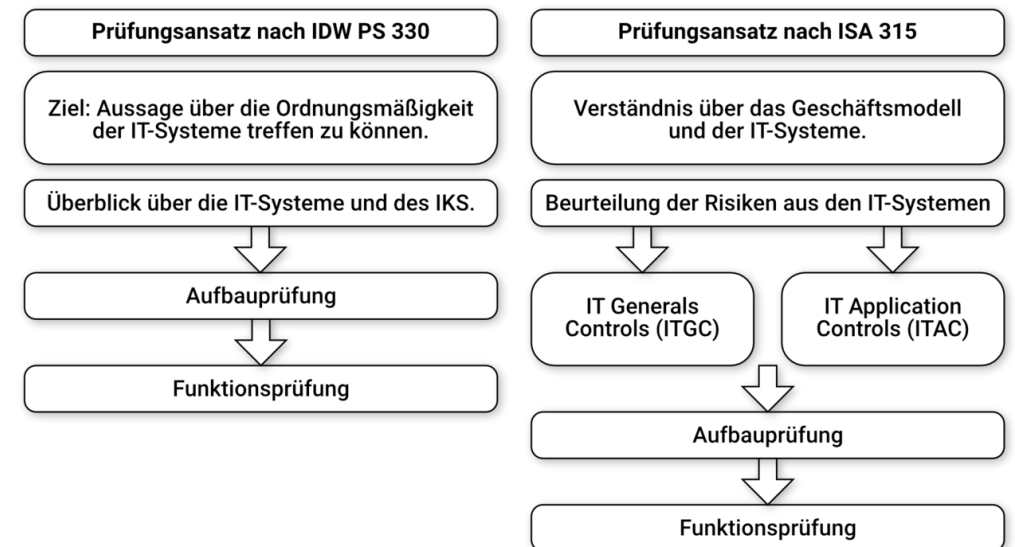 Prüfungsansatz nach IDW PS 330
Ziel: Aussage über die Ordnungsmäßigkeit
der IT-Systeme treffen zu können.
Überblick über die IT-Systeme und des IKS.
Aufbauprüfung
Funktionsprüfung
Prüfungsansatz nach ISA 315
Verständnis über das Geschäftsmodell
und der IT-Systeme.
Beurteilung der Risiken aus den IT-Systemen
IT Generals
Controls (ITGC)
IT Application
Controls (ITAC)
Aufbauprüfung
Funktionsprüfung